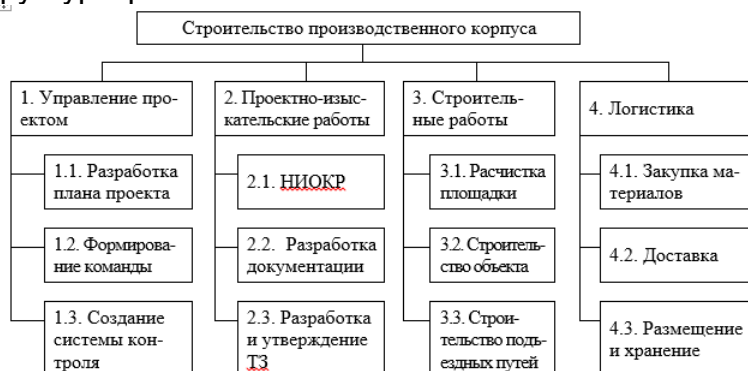 Строительство производственного корпуса
1. Управление про-
ектом
2. Проектно-изыс-
кательские работы
3. Строитель-
ные работы
4. Логистика
1.1. Разработка
плана проекта
2.1. НИОКР
3.1. Расчистка
площадки
4.1. Закупка ма-
териалов
1.2. Формирова-
ние команды
2.2. Разработка
документации
3.2. Строитель-
ство объекта
4.2. Доставка
1.3. Создание
системы кон-
троля
2.3. Разработка
и утверждение
ТЗ
3.3. Строи-
тельство подъ-
ездных путей
4.3. Размещение
и хранение